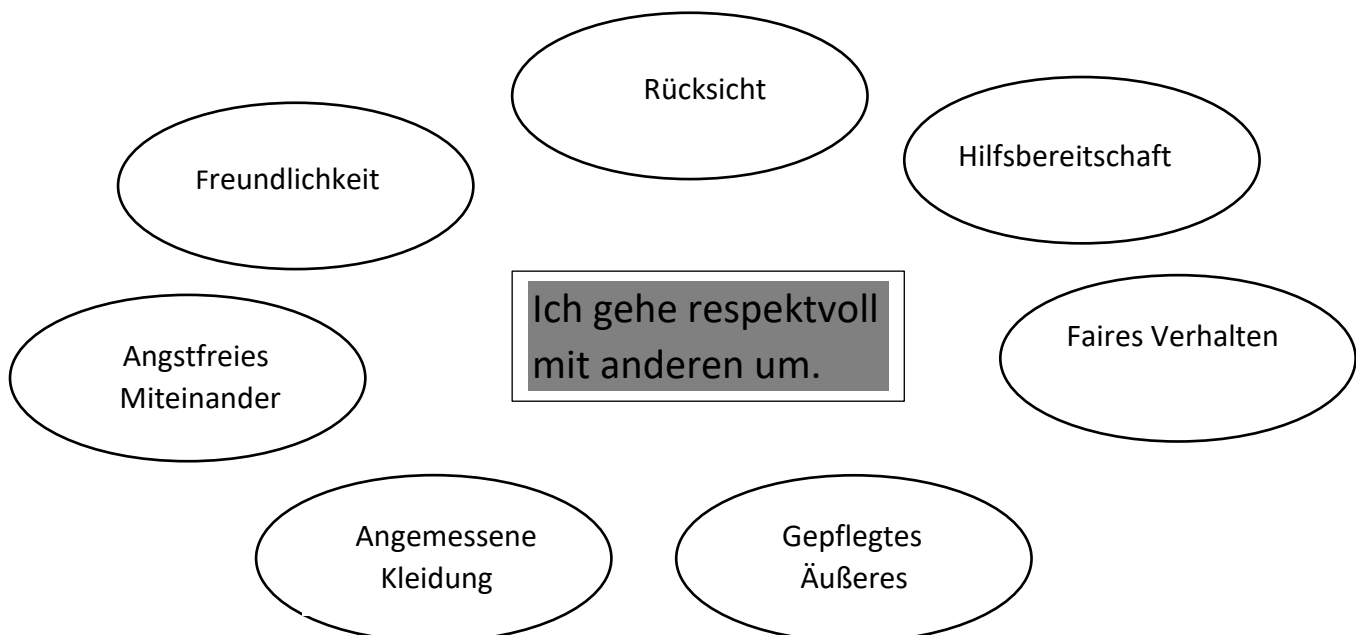 Rücksicht
Hilfsbereitschaft
Freundlichkeit
Ich gehe respektvoll
mit anderen um.
Faires Verhalten
Angstfreies
Miteinander
Angemessene
Kleidung
Gepflegtes
Äußeres